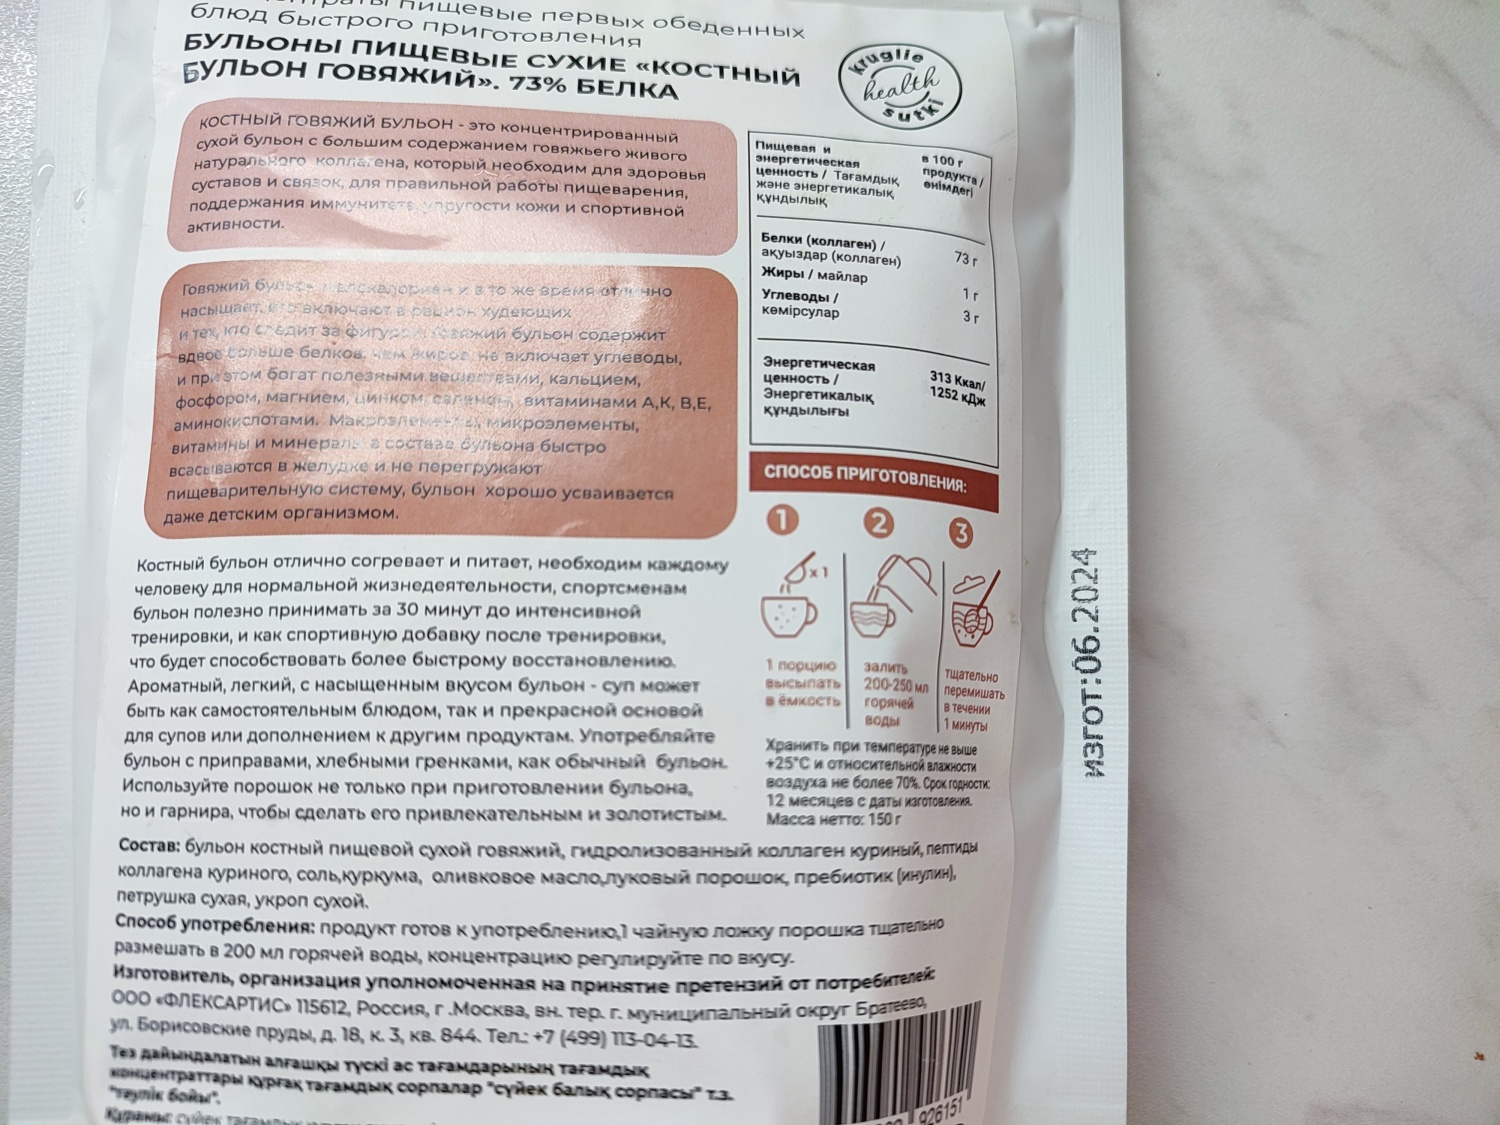 пищевые первых обеденных
блюд быстрого приготовления
БУЛЬОНЫ ПИЩЕВЫЕ СУХИЕ «КОСТНЫЙ
БУЛЬОН ГОВЯЖИЙ». 73% БЕЛКА
kruglie
health
sutki
КОСТНЫЙ ГОВЯЖИЙ БУЛЬОН - это концентрированный
сухой бульон с большим содержанием говяжьего живого
натурального коллагена, который необходим для здоровья
суставов и связок, для правильной работы пищеварения,
поддержания иммунитета, упругости кожи и спортивной
активности.
Говяжий бульон малокалориен и в то же время отлично
насыщает, его включают в рацион худеющих
и тех, кто следит за фигурой. Говяжий бульон содержит
вдвое больше белков, чем жиров, не включает углеводы,
и при этом богат полезными веществами, кальцием,
фосфором, магнием, цинком, селеном, витаминами А,К, В,Е,
аминокислотами. Макроэлементы, микроэлементы,
витамины и минералы в составе бульона быстро
всасываются в желудке и не перегружают
пищеварительную систему, бульон хорошо усваивается
даже детским организмом.
Костный бульон отлично согревает и питает, необходим каждому
человеку для нормальной жизнедеятельности, спортсменам
бульон полезно принимать за 30 минут до интенсивной
тренировки, и как спортивную добавку после тренировки,
что будет способствовать более быстрому восстановлению.
Ароматный, легкий, с насыщенным вкусом бульон - суп может
быть как самостоятельным блюдом, так и прекрасной основой
для супов или дополнением к другим продуктам. Употребляйте
бульон с приправами, хлебными гренками, как обычный бульон.
Используйте порошок не только при приготовлении бульона,
но и гарнира, чтобы сделать его привлекательным и золотистым.
Пищевая и
энергетическая
ценность / Тағамдық
және энергетикалық
құндылық
в 100 г
продукта /
өнімдегі
Белки (коллаген) /
ақуыздар (коллаген)
73 г
Жиры / майлар
1 г
Углеводы /
көмірсулар
3 г
Энергетическая
ценность /
Энергетикалық
құндылығы
313 Ккал/
1252 кДж
СПОСОБ ПРИГОТОВЛЕНИЯ:
1 2 3
x 1
1 порцию
высыпать
в ёмкость
залить
200-250 мл
горячей
воды
тщательно
перемишать
в течении
1 минуты
Хранить при температуре не выше
+25°С и относительной влажности
воздуха не более 70%. Срок годности:
12 месяцев с даты изготовления.
Масса нетто: 150 г
Состав: бульон костный пищевой сухой говяжий, гидролизованный коллаген куриный, пептиды
коллагена куриного, соль,куркума, оливковое масло,луковый порошок, пребиотик (инулин),
петрушка сухая, укроп сухой.
Способ употребления: продукт готов к употреблению,1 чайную ложку порошка тщательно
размешать в 200 мл горячей воды, концентрацию регулируйте по вкусу.
Изготовитель, организация уполномоченная на принятие претензий от потребителей:
ООО «ФЛЕКСАРТИС» 115612, Россия, г .Москва, вн. тер. г. муниципальный округ Братеево,
ул. Борисовские пруды, д. 18, к. 3, кв. 844. Тел.: +7 (499) 113-04-13.
Тез дайындалатын алғашқы түскі ас тағамдарының тағамдық
концентраттары құрғақ тағамдық сорпалар "сүйек балық сорпасы" т.з.
"тәулік бойы".
Құрамы: сүйек
926151
ИЗГОТ:06.2024